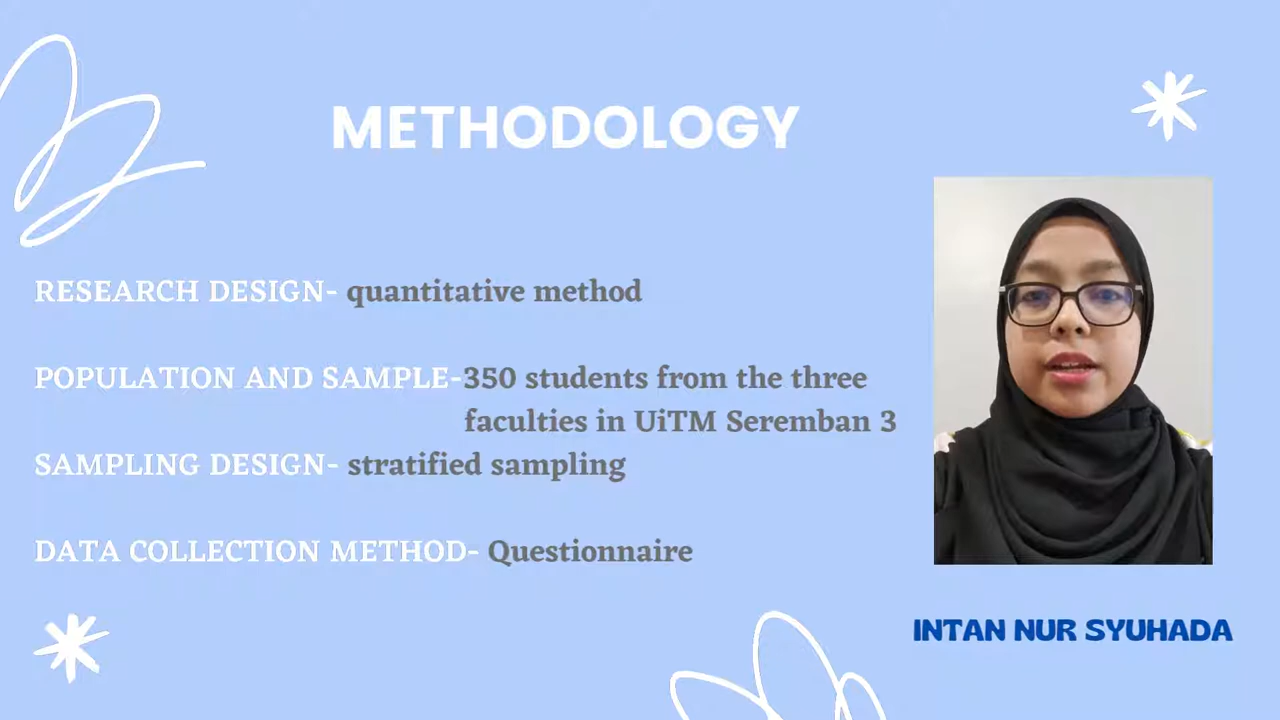 METHODOLOGY
RESEARCH DESIGN- quantitative method
POPULATION AND SAMPLE-350 students from the three
faculties in UiTM Seremban 3
SAMPLING DESIGN- stratified sampling
DATA COLLECTION METHOD- Questionnaire
INTAN NUR SYUHADA